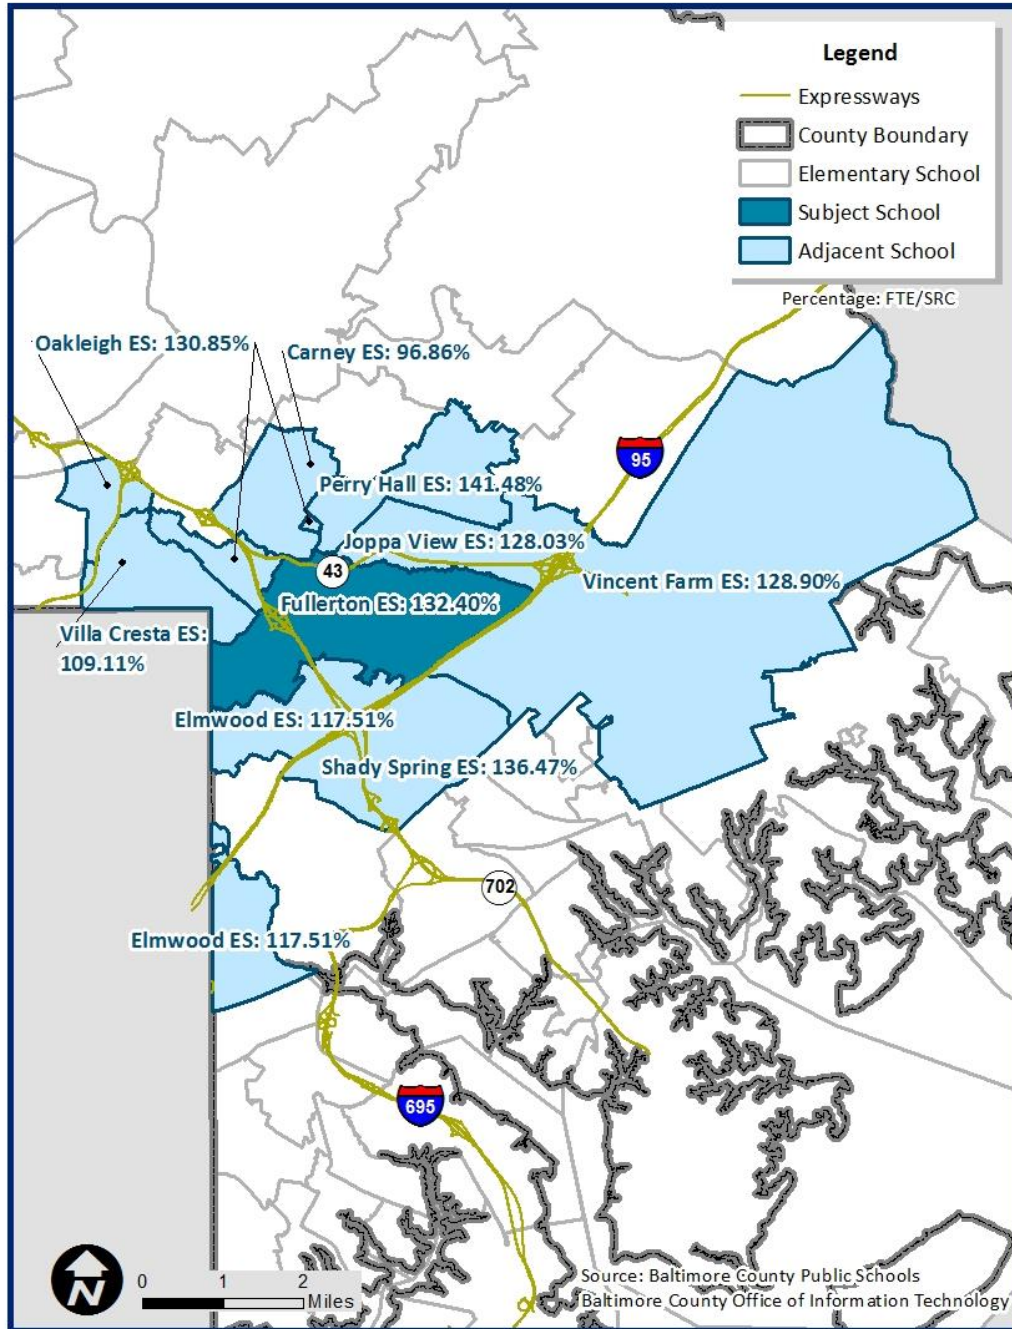 Legend
Expressways
County Boundary
Elementary School
Subject School
Adjacent School
Percentage: FTE/SRC
Oakleigh ES: 130.85%
Carney ES: 96.86%
95
Perry Hall ES: 141.48%
Joppa View ES: 128.03%
43
Vincent Farm ES: 128.90%
Fullerton ES: 132.40%
Villa Cresta ES:
109.11%
Elmwood ES: 117.51%
Shady Spring ES: 136.47%
702
Elmwood ES: 117.51%
695
N
0 1 2
Miles
Source: Baltimore County Public Schools
Baltimore County Office of Information Technology